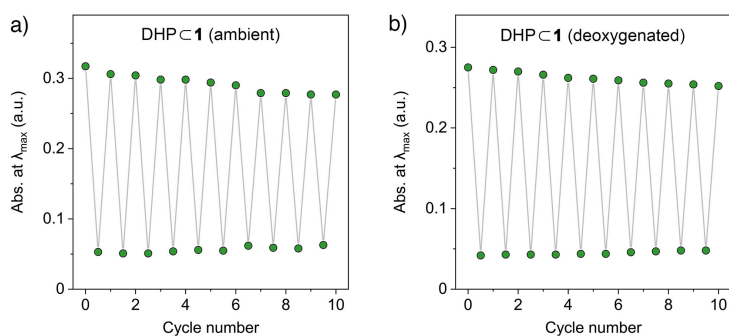 a)
DHP⊂1 (ambient)
Abs. at λmax (a.u.)
0.3
0.2
0.1
0
0 2 4 6 8 10
Cycle number
b)
DHP⊂1 (deoxygenated)
Abs. at λmax (a.u.)
0.3
0.2
0.1
0
0 2 4 6 8 10
Cycle number